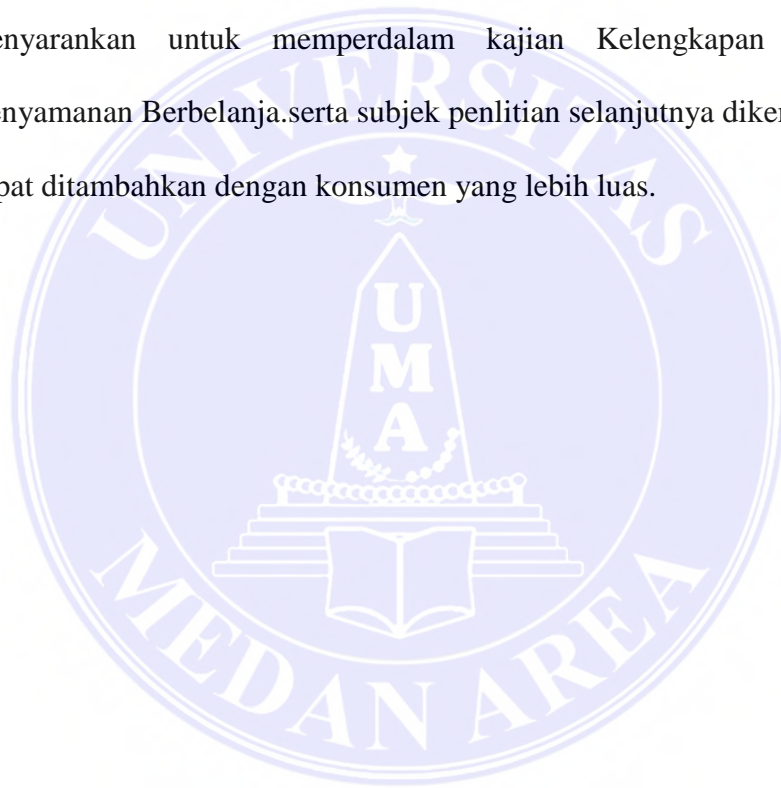 enyarankan untuk memperdalam kajian Kelengkapan
enyamanan Berbelanja.serta subjek penlitian selanjutnya diker
pat ditambahkan dengan konsumen yang lebih luas.
UNIVERSITAS
U
M
A
MEDAN AREA